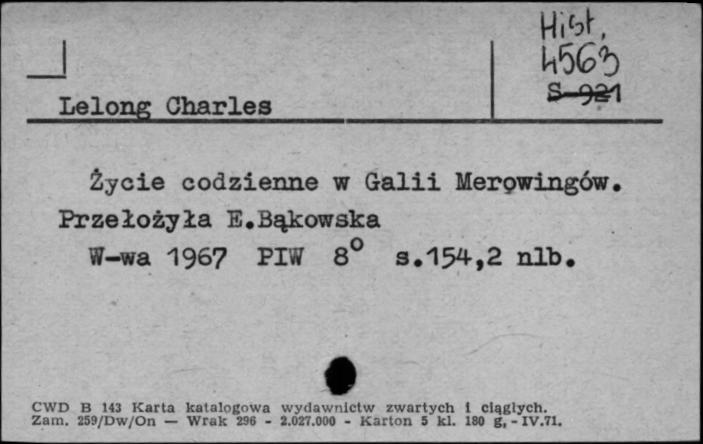 Hist.
4563
S-921
Lelong Charles
Życie codzienne w Galii Merowingów.
Przełożyła E.Bąkowska
W-wa 1967 PIW 8° s.154,2 nlb.
CWD B 143 Karta katalogowa wydawnictw zwartych i ciągłych.
Zam. 259/Dw/On — Wrak 296 - 2.027.000 - Karton 5 kl. 180 g, - IV.71.